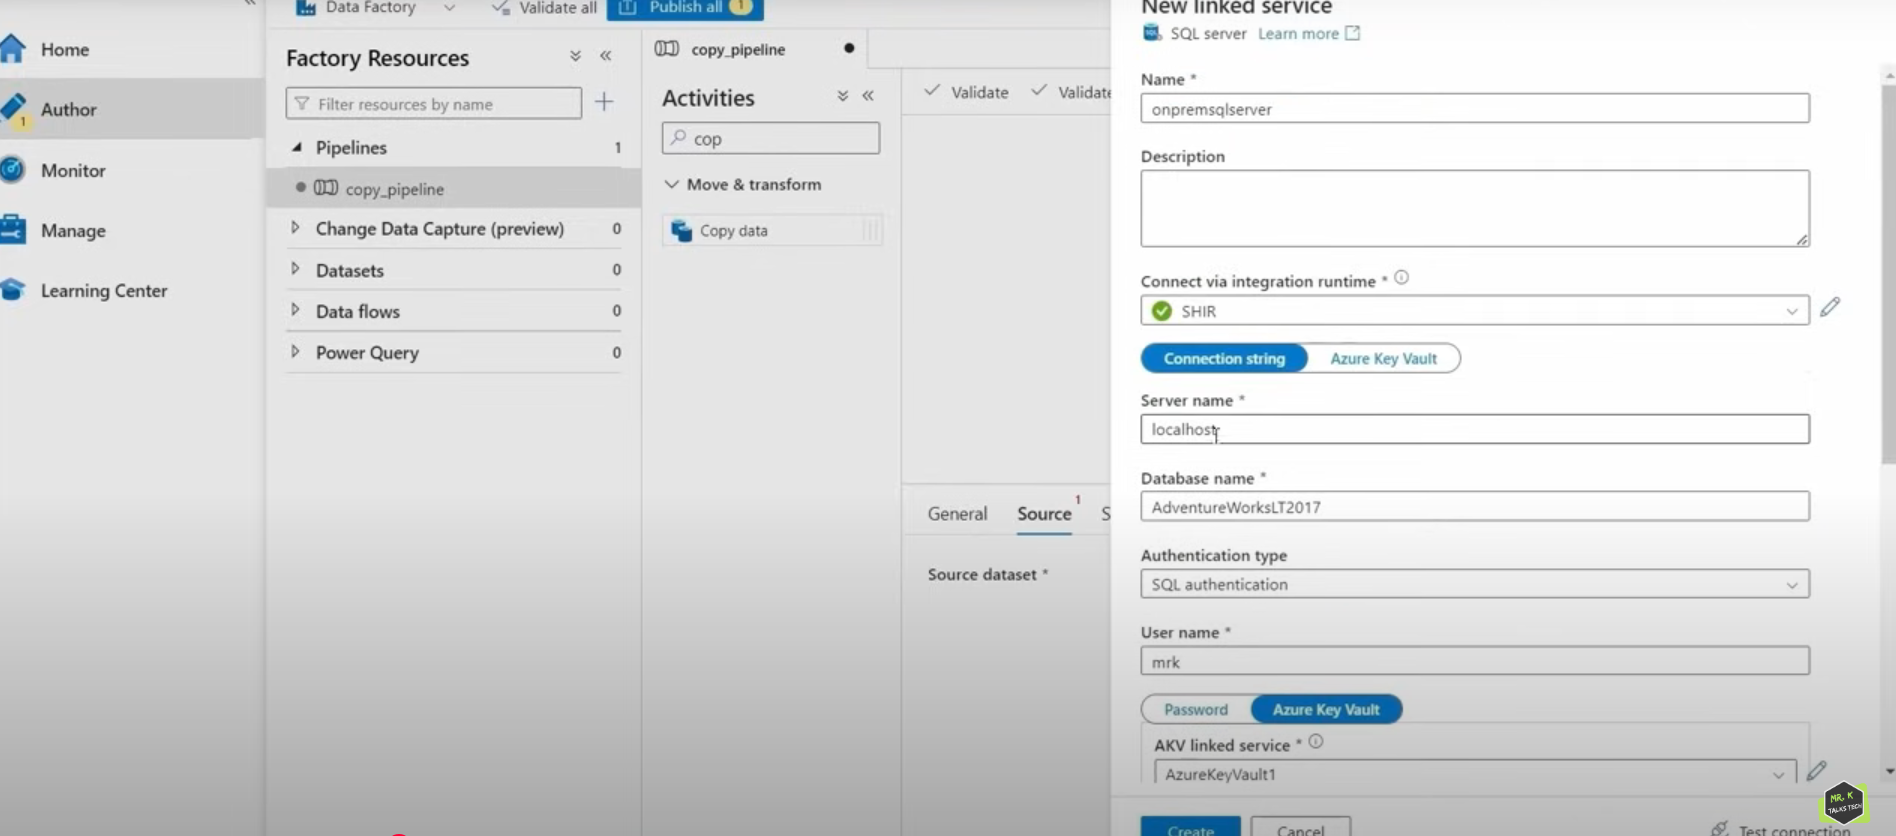 Data Factory
Validate all
Publish all
1
New linked service
SQL server Learn more
Home
Author
1
Monitor
Manage
Learning Center
Factory Resources
Filter resources by name
Pipelines 1
copy_pipeline
Change Data Capture (preview) 0
Datasets 0
Data flows 0
Power Query 0
copy_pipeline
Activities
cop
Move & transform
Copy data
Validate
Validate
General
Source 1
S
Source dataset *
Name *
onpremsqlserver
Description
Connect via integration runtime *
SHIR
Connection string
Azure Key Vault
Server name *
localhost
Database name *
AdventureWorksLT2017
Authentication type
SQL authentication
User name *
mrk
Password
Azure Key Vault
AKV linked service *
AzureKeyVault1
Create
Cancel
Test connection
MR. K
TALKS TECH